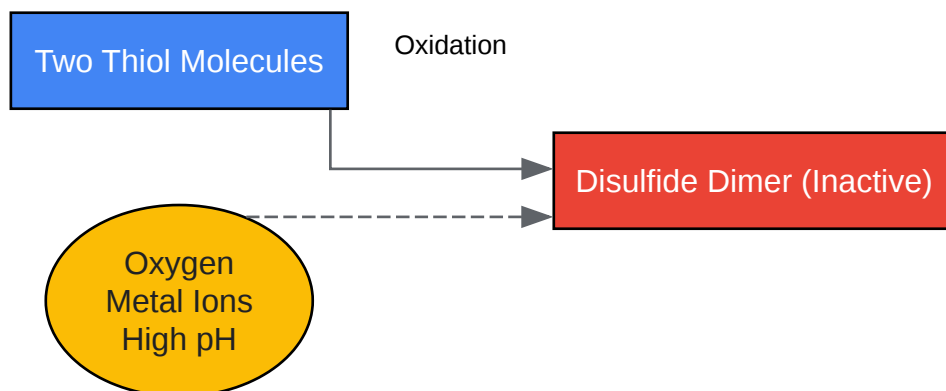 Two Thiol Molecules
Oxidation
Disulfide Dimer (Inactive)
Oxygen
Metal Ions
High pH